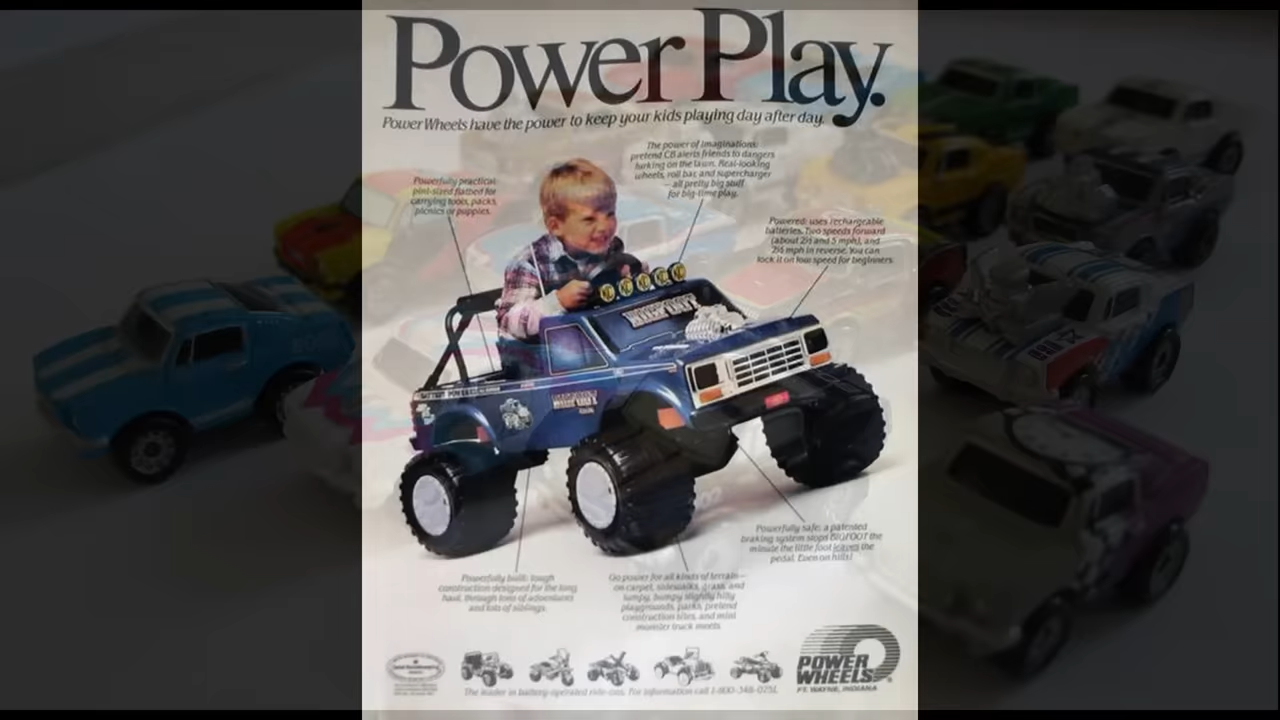 Power Play.
Power Wheels have the power to keep your kids playing day after day.
The power of imaginations:
pretend CB alerts friends to dangers
lurking on the lawn. Real-looking
wheels, roll bar, and supercharger
—all pretty big stuff
for big-time play.
Powerfully practical:
pint-sized flatbed for
carrying tools, packs,
picnics or puppies.
Powered: uses rechargeable
batteries. Two speeds forward
(about 2½ and 5 mph), and
2½ mph in reverse. You can
lock it on low speed for beginners.
BIGFOOT
BATTERY POWERED
BIGFOOT
Powerfully safe: a patented
braking system stops BIGFOOT the
minute the little foot leaves the
pedal. Even on hills!
Powerfully built: tough
construction designed for the long
haul, through tons of adventures
and lots of siblings.
Go power for all kinds of terrain—
on carpet, sidewalks, grass, and
lumpy, bumpy slightly hilly
playgrounds, parks, pretend
construction sites, and mini
monster truck meets.
POWER
WHEELS
FT. WAYNE, INDIANA
The leader in battery-operated ride-ons. For information call